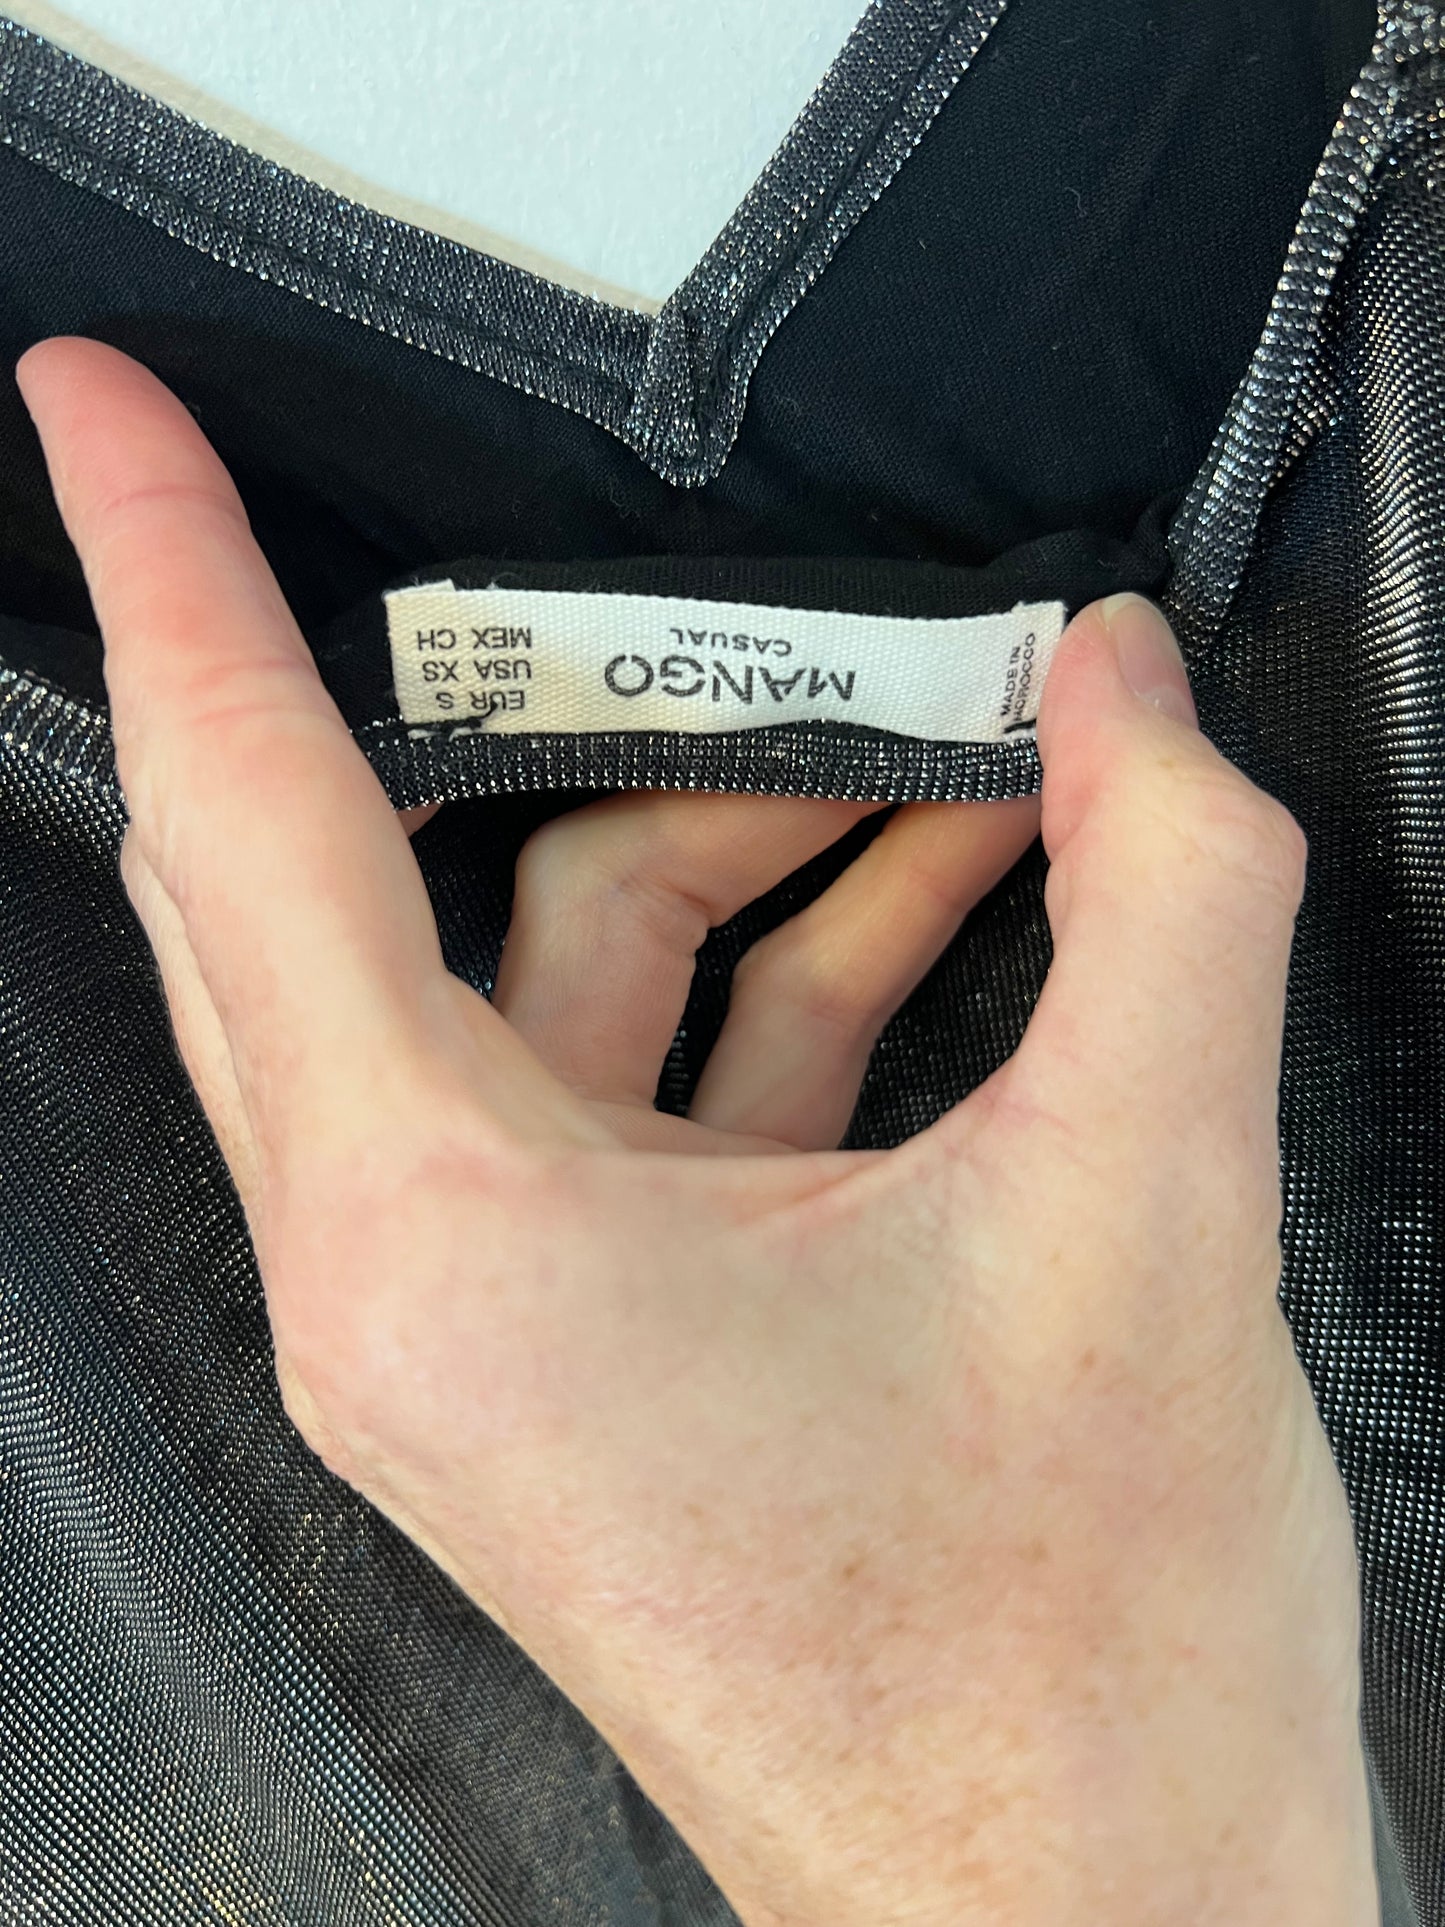 MANGO
CASUAL
EUR S
USA XS
MEX CH
MADE IN
MOROCCO